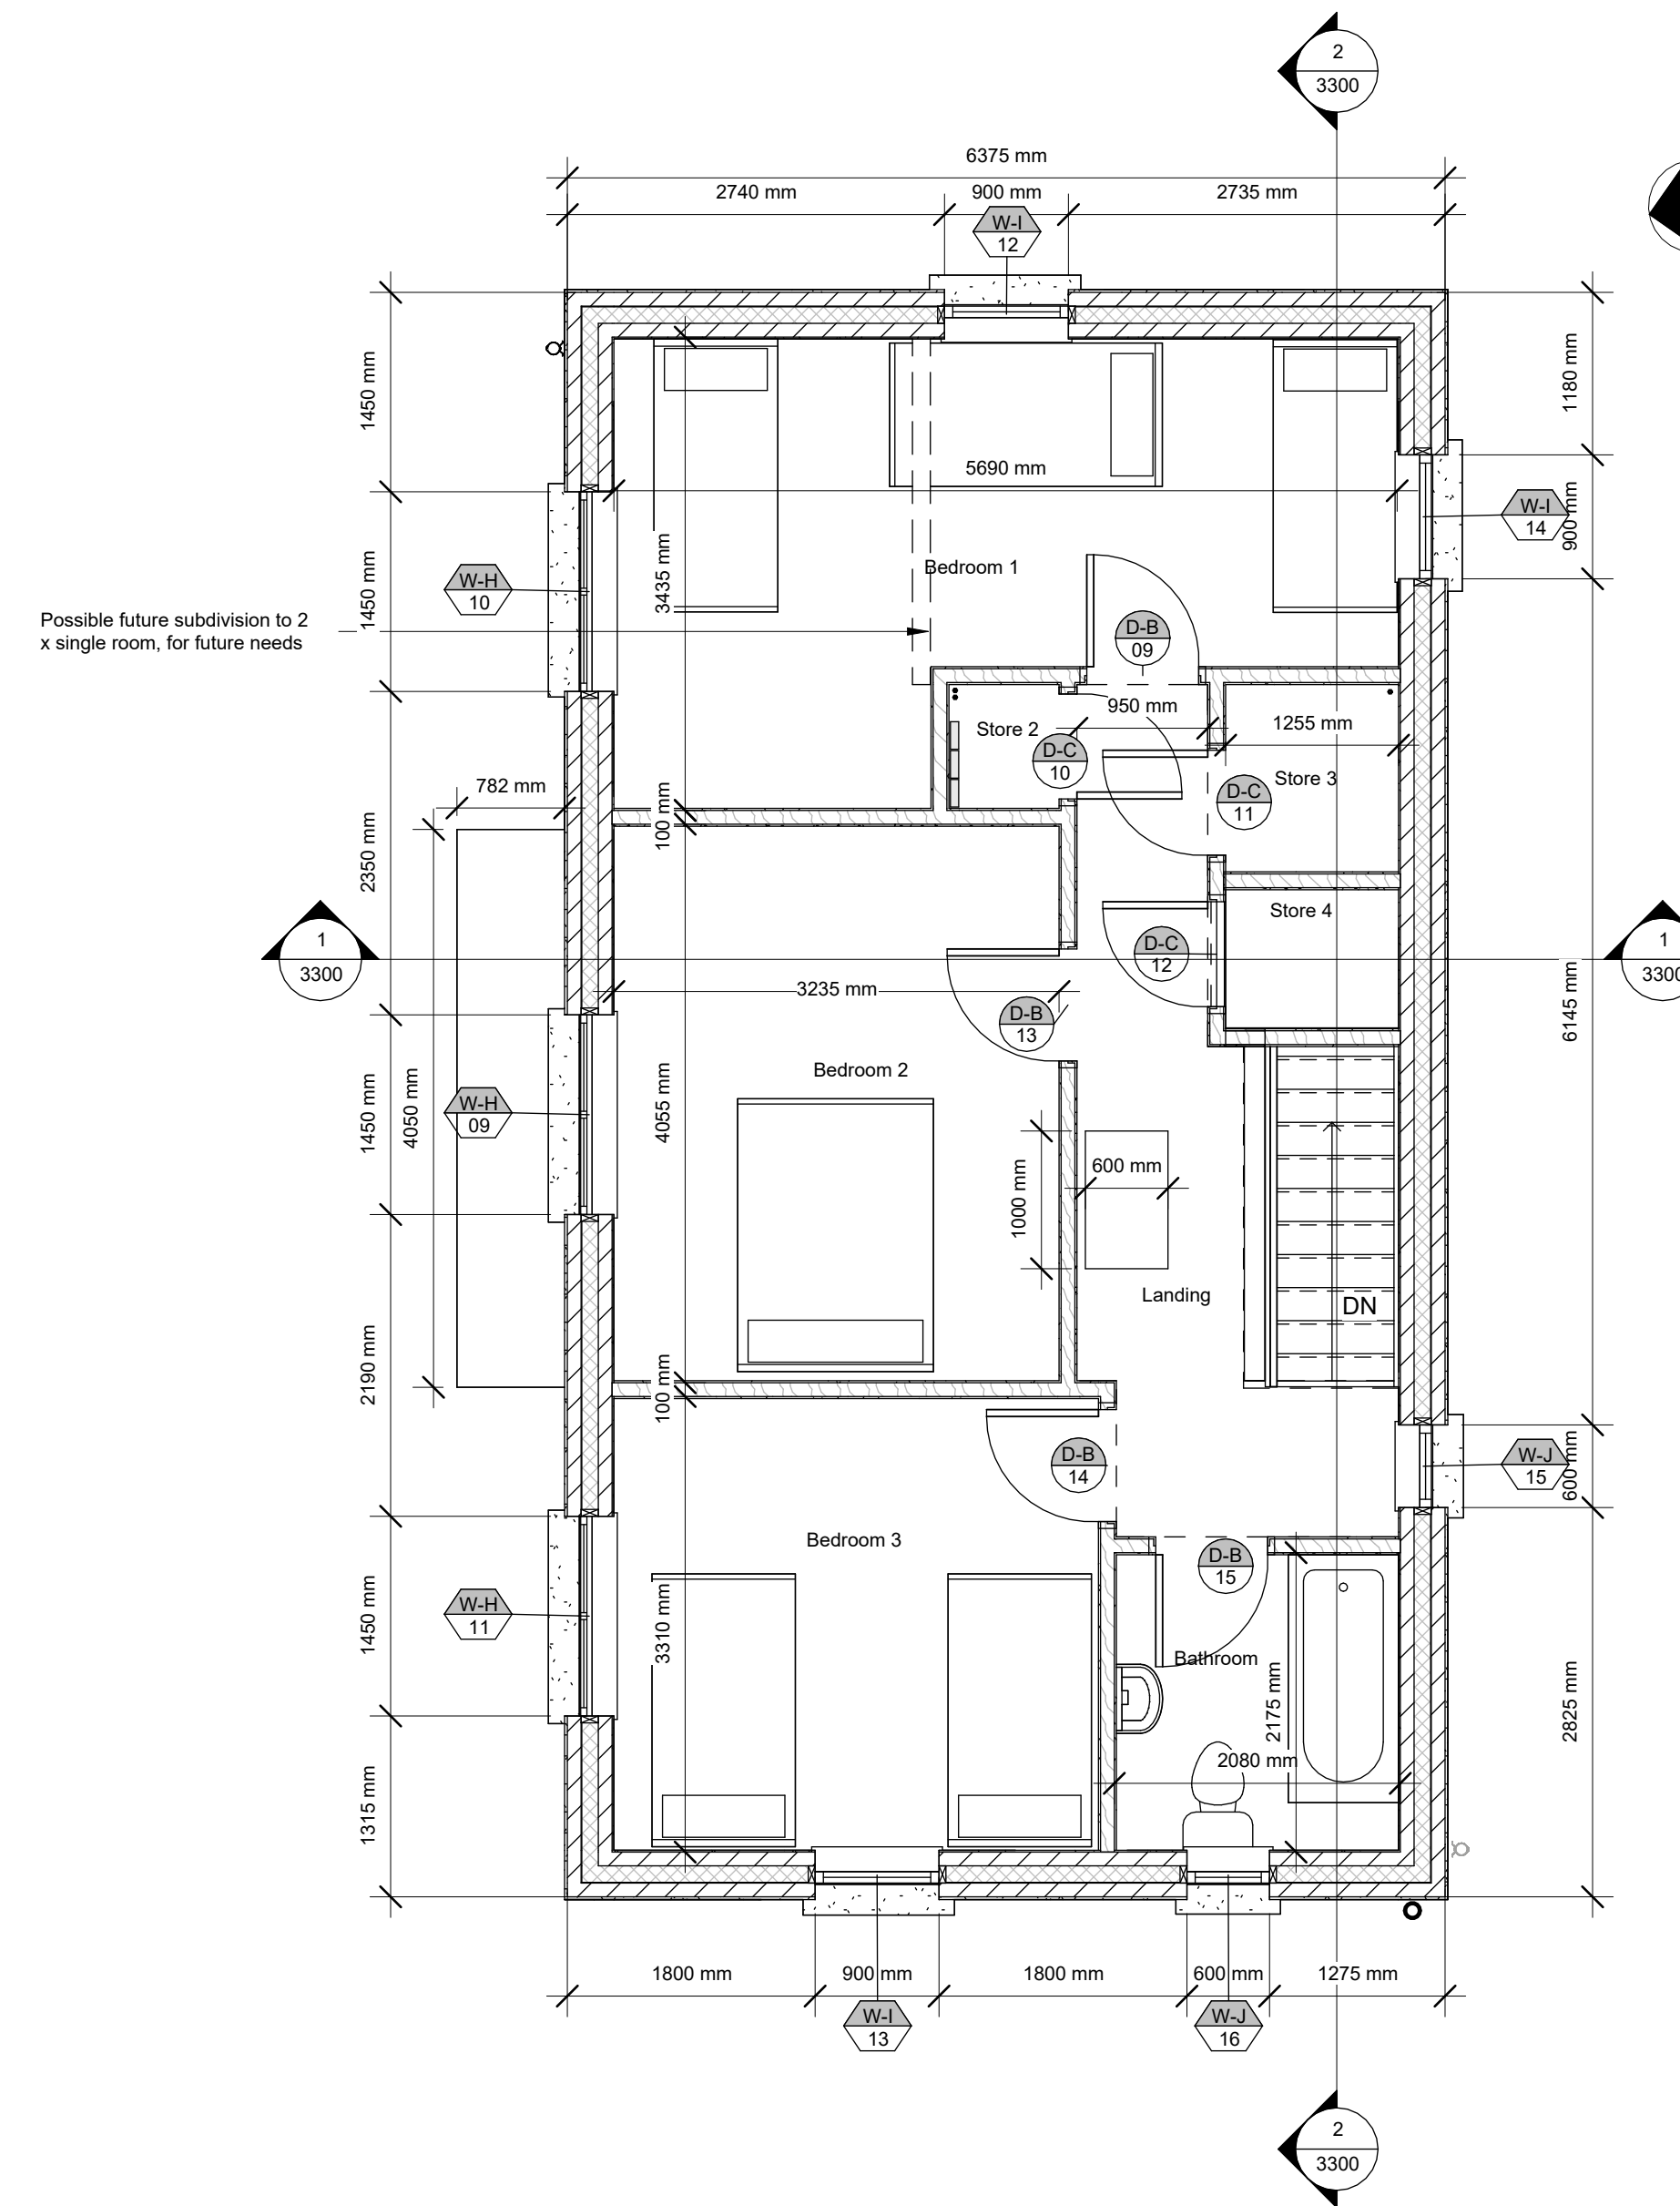 2
3300
6375 mm
2740 mm
900 mm
2735 mm
W-I
12
1450 mm
1180 mm
5690 mm
W-I
14
900 mm
Bedroom 1
3435 mm
1450 mm
W-H
10
Possible future subdivision to 2
x single room, for future needs
D-B
09
950 mm
Store 2
1255 mm
D-C
10
Store 3
782 mm
D-C
11
100 mm
2350 mm
Store 4
1
3300
D-C
12
1
3300
3235 mm
D-B
13
6145 mm
Bedroom 2
1450 mm
4050 mm
W-H
09
4055 mm
600 mm
1000 mm
Landing
DN
2190 mm
100 mm
D-B
14
W-J
15
600 mm
Bedroom 3
D-B
15
1450 mm
W-H
11
3310 mm
Bathroom
2175 mm
2825 mm
2080 mm
1315 mm
1800 mm
900 mm
1800 mm
600 mm
1275 mm
W-I
13
W-J
16
2
3300